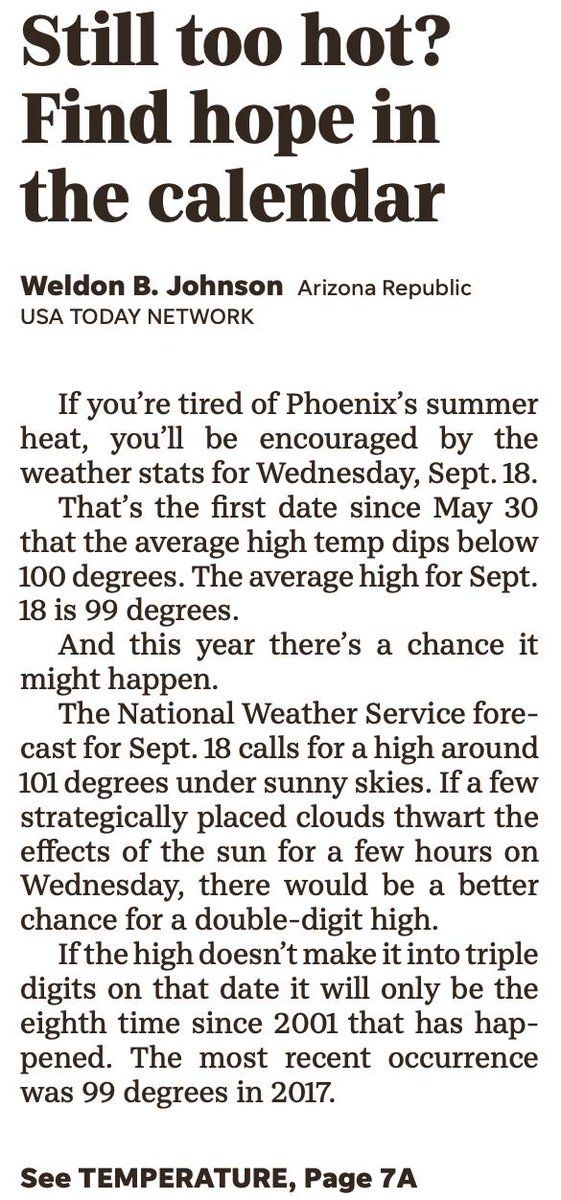 Still too hot?
Find hope in
the calendar
Weldon B. Johnson Arizona Republic
USA TODAY NETWORK
If you’re tired of Phoenix’s summer
heat, you’ll be encouraged by the
weather stats for Wednesday, Sept. 18.
That’s the first date since May 30
that the average high temp dips below
100 degrees. The average high for Sept.
18 is 99 degrees.
And this year there’s a chance it
might happen.
The National Weather Service fore-
cast for Sept. 18 calls for a high around
101 degrees under sunny skies. If a few
strategically placed clouds thwart the
effects of the sun for a few hours on
Wednesday, there would be a better
chance for a double-digit high.
If the high doesn’t make it into triple
digits on that date it will only be the
eighth time since 2001 that has hap-
pened. The most recent occurrence
was 99 degrees in 2017.
See TEMPERATURE, Page 7A